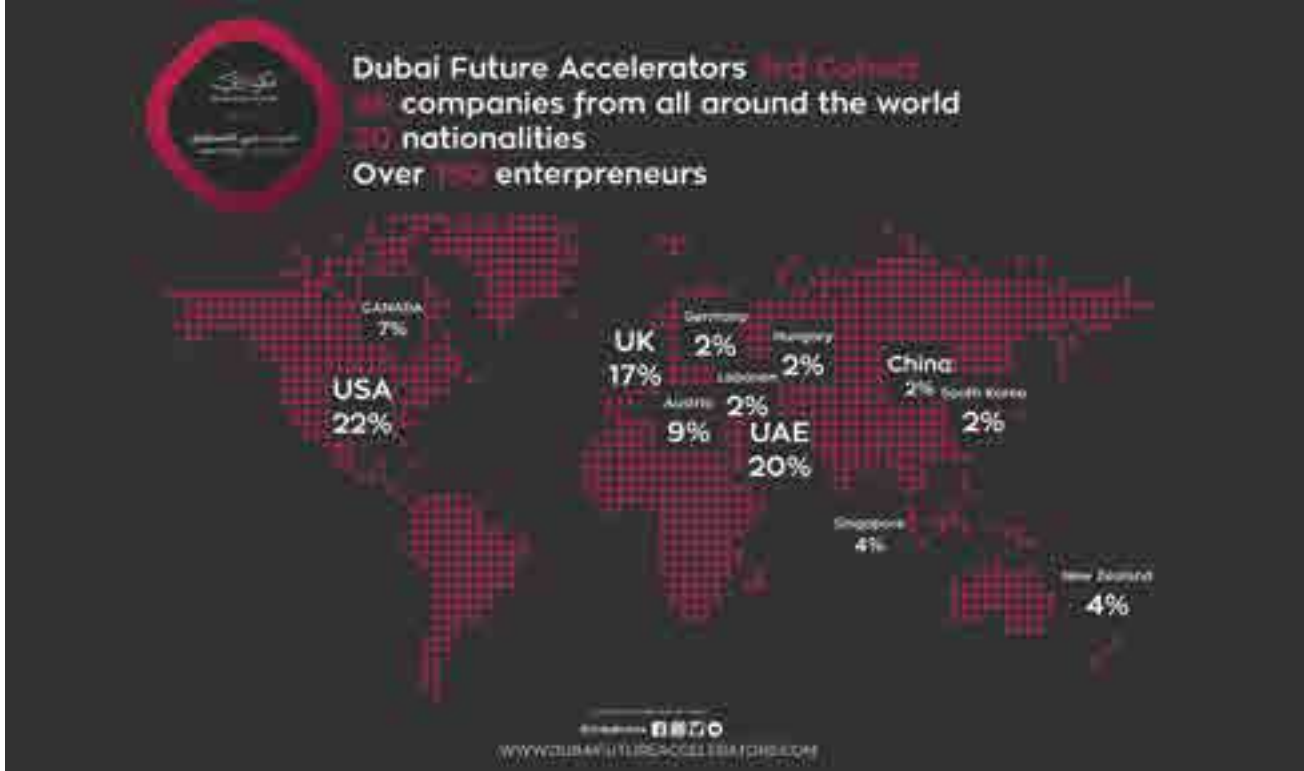 Dubai Future Accelerators 3rd Cohort
companies from all around the world
nationalities
Over enterpreneurs
CANADA
7%
USA
22%
UK
17%
Germany
2%
Hungary
2%
Lebanon
2%
Austria
9%
UAE
20%
China
2%
South Korea
2%
Singapore
4%
New Zealand
4%
WWW.DUBAIFUTUREACCELERATORS.COM